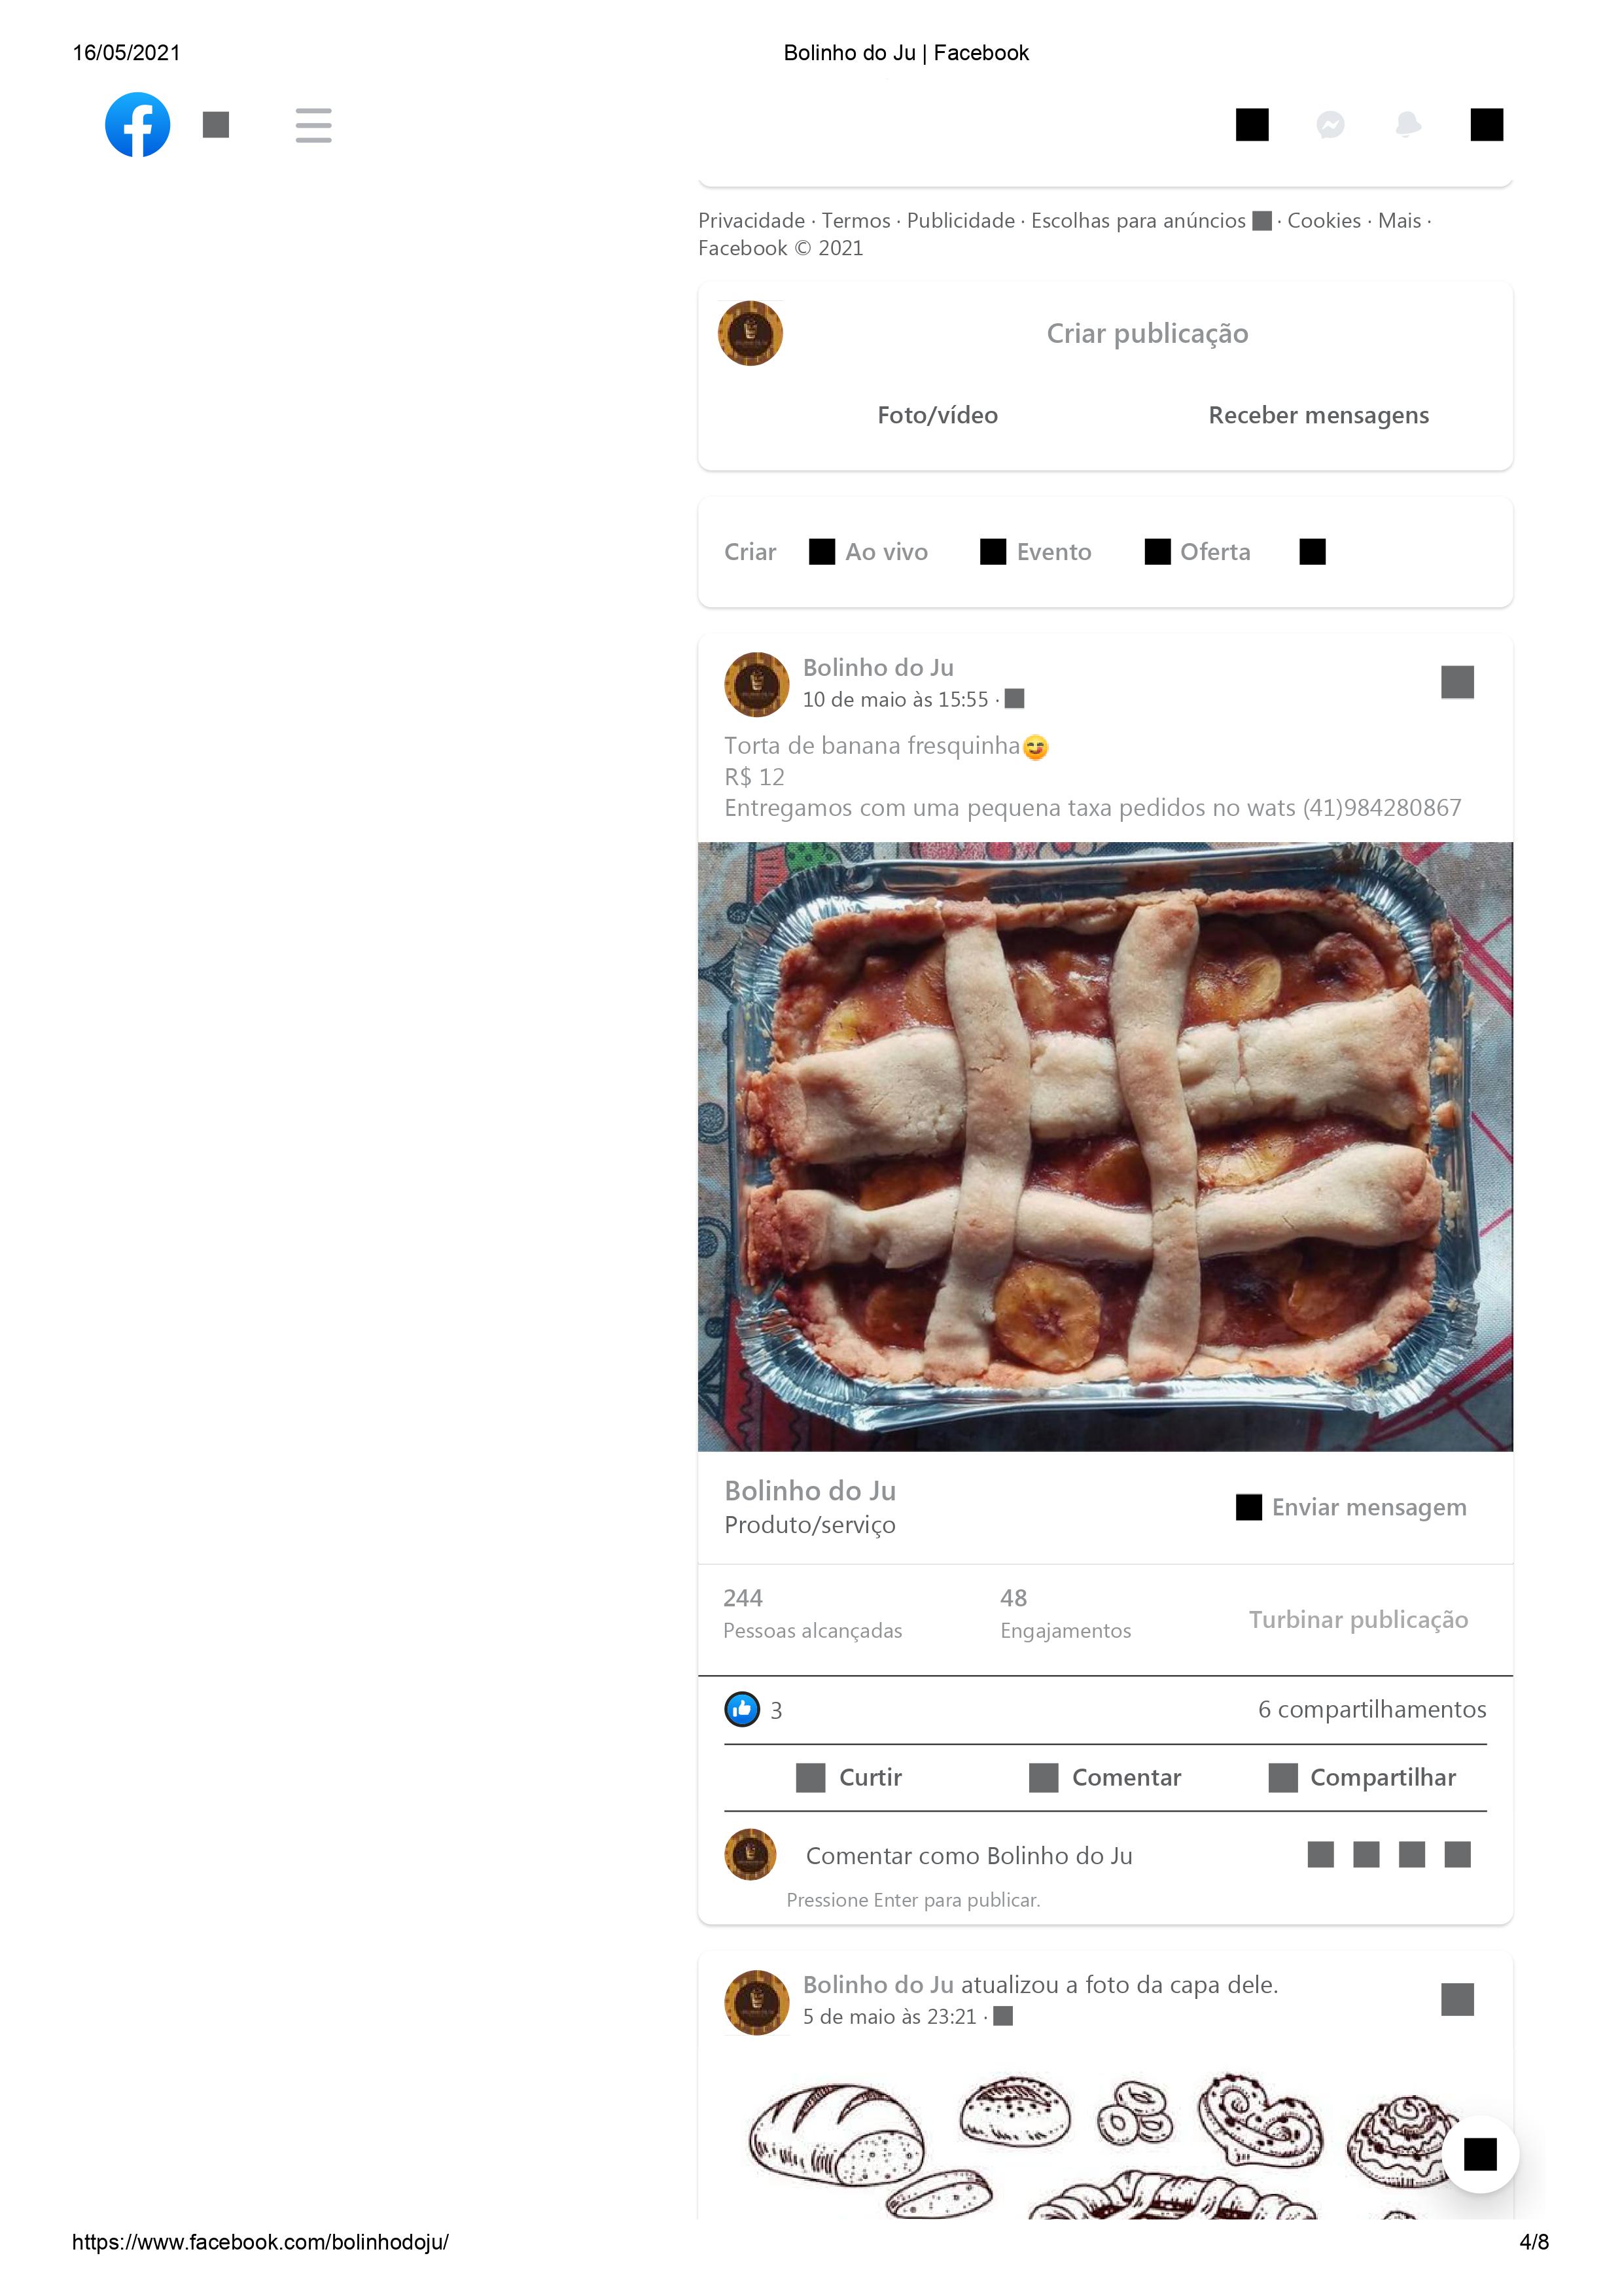 16/05/2021
Bolinho do Ju | Facebook
Privacidade · Termos · Publicidade · Escolhas para anúncios · Cookies · Mais ·
Facebook © 2021
Criar publicação
Foto/vídeo
Receber mensagens
Criar
Ao vivo
Evento
Oferta
Bolinho do Ju
10 de maio às 15:55 ·
Torta de banana fresquinha😋
R$ 12
Entregamos com uma pequena taxa pedidos no wats (41)984280867
Bolinho do Ju
Produto/serviço
Enviar mensagem
244
Pessoas alcançadas
48
Engajamentos
Turbinar publicação
3
6 compartilhamentos
Curtir
Comentar
Compartilhar
Comentar como Bolinho do Ju
Pressione Enter para publicar.
Bolinho do Ju atualizou a foto da capa dele.
5 de maio às 23:21 ·
https://www.facebook.com/bolinhodoju/
4/8